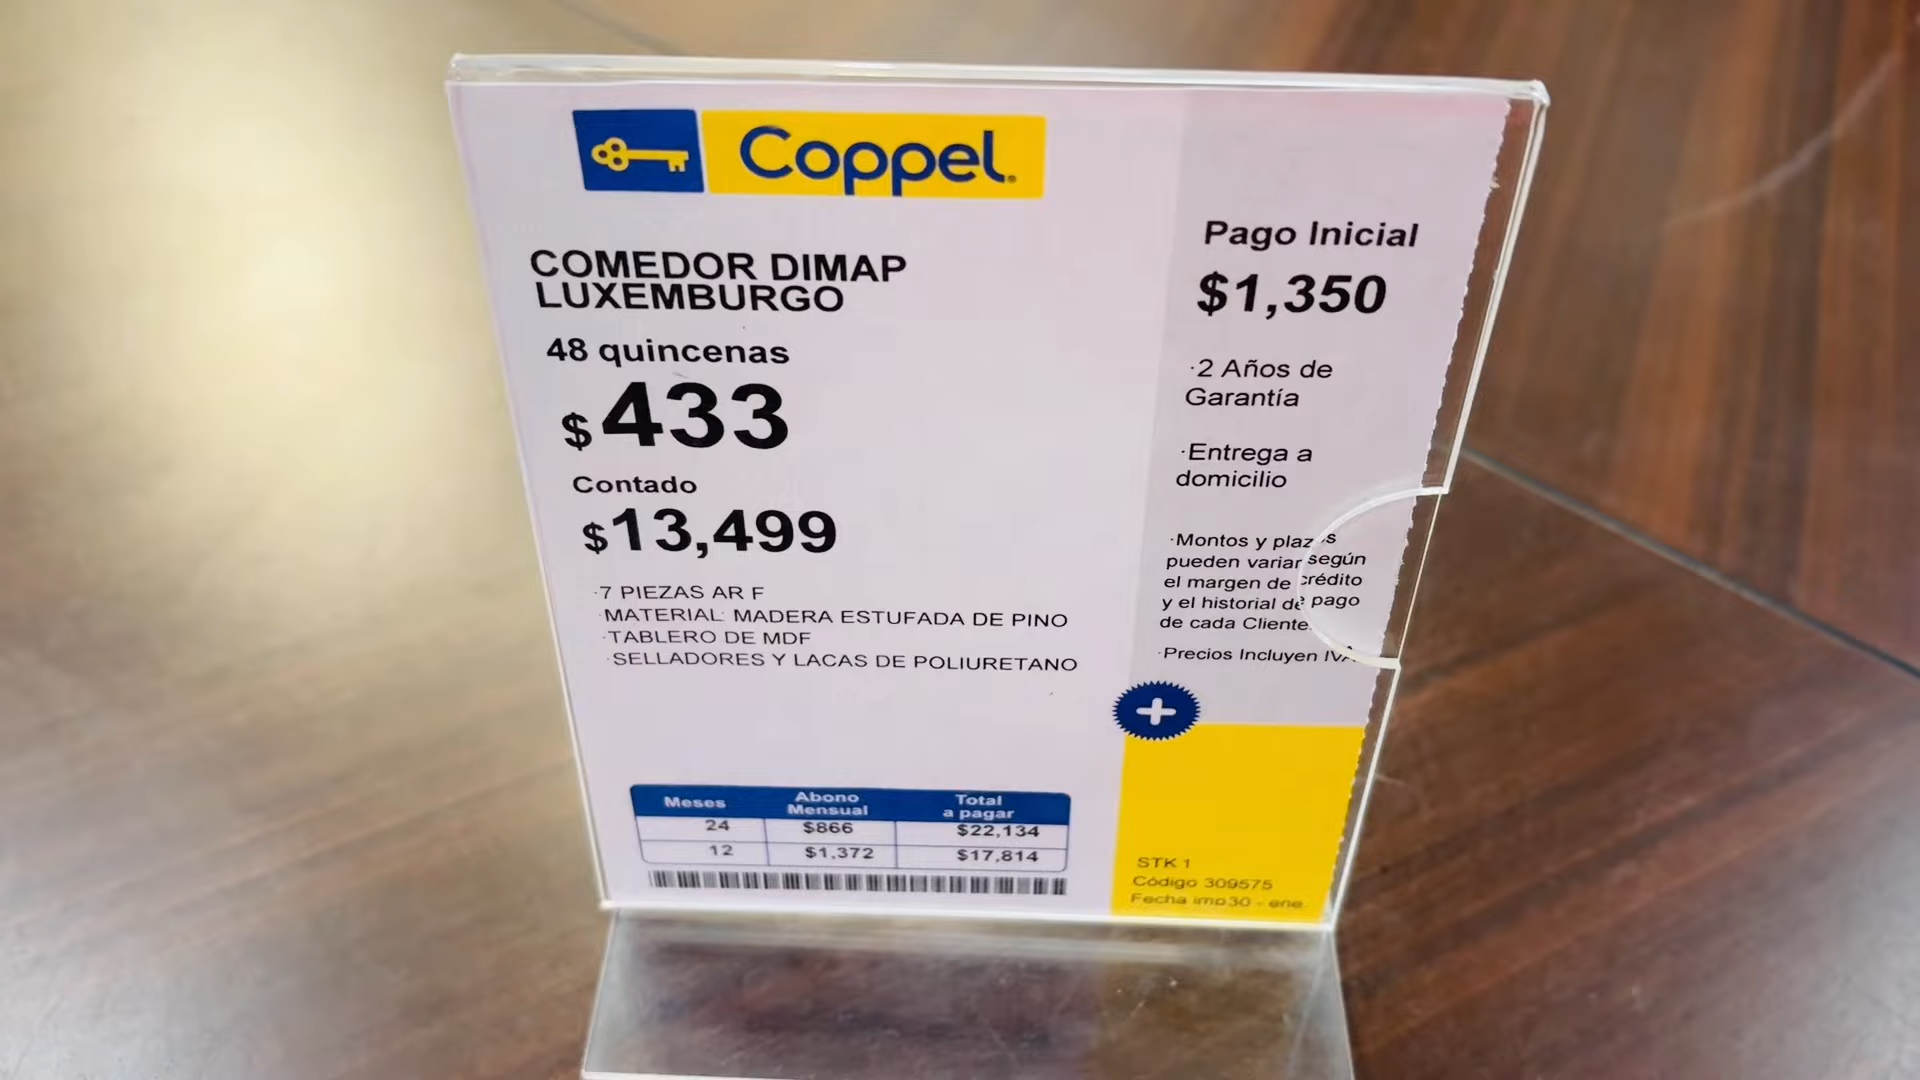 Coppel®
COMEDOR DIMAP
LUXEMBURGO
48 quincenas
$433
Contado
$13,499
·7 PIEZAS AR F
·MATERIAL: MADERA ESTUFADA DE PINO
·TABLERO DE MDF
·SELLADORES Y LACAS DE POLIURETANO
Meses Abono Mensual Total a pagar
24 $866 $22,134
12 $1,372 $17,814
Pago Inicial
$1,350
·2 Años de
Garantía
·Entrega a
domicilio
·Montos y plazos
pueden variar según
el margen de crédito
y el historial de pago
de cada Cliente.
·Precios Incluyen IVA
STK 1
Código 309575
Fecha imp30 - ene